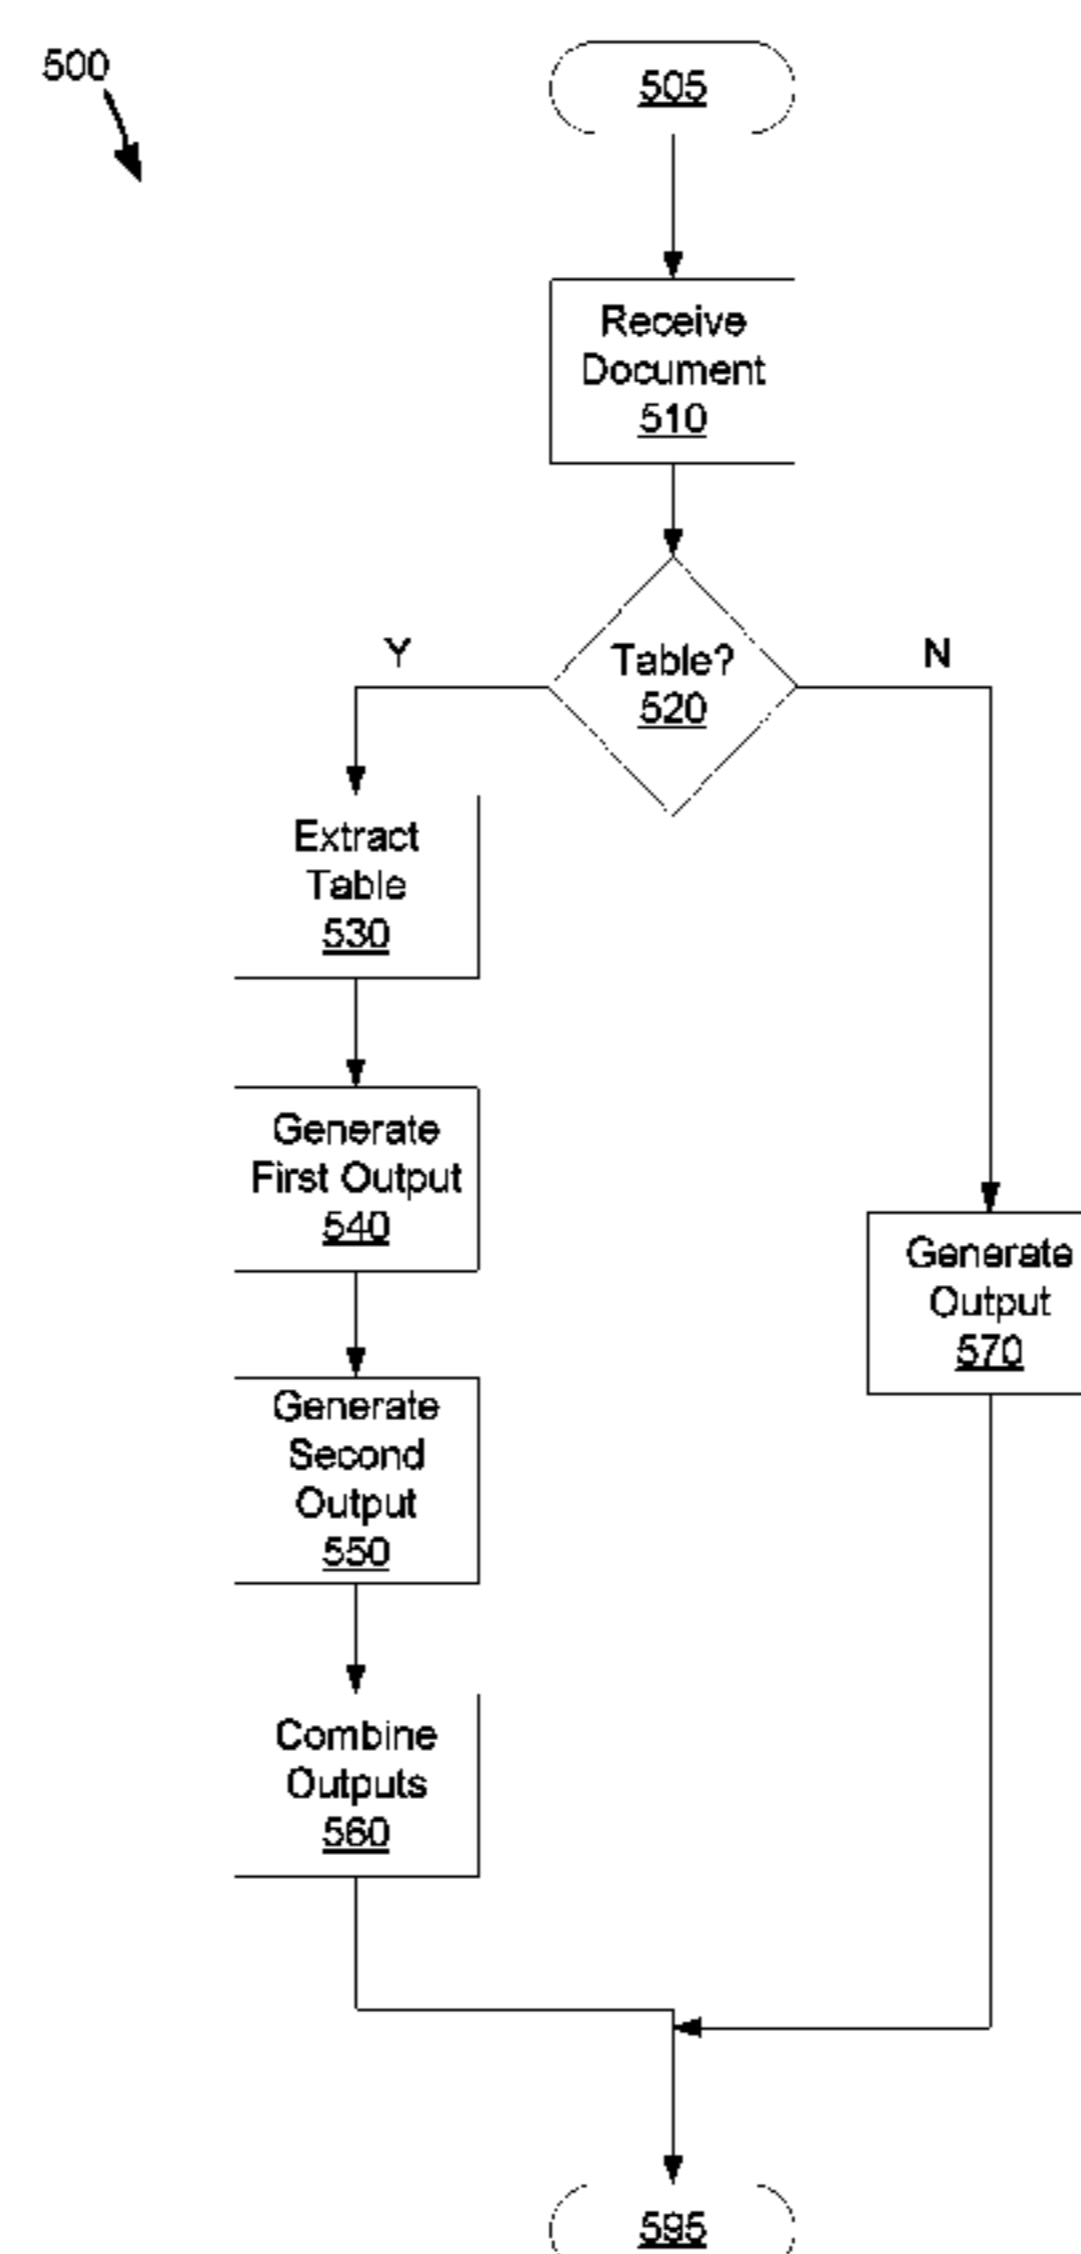 500
505
Receive
Document
510
Table?
520
Y
N
Extract
Table
530
Generate
First Output
540
Generate
Output
570
Generate
Second
Output
550
Combine
Outputs
560
595